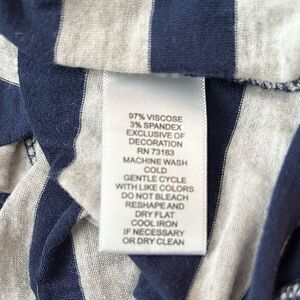 97% VISCOSE
3% SPANDEX
EXCLUSIVE OF
DECORATION
RN 73163
MACHINE WASH
COLD
GENTLE CYCLE
WITH LIKE COLORS
DO NOT BLEACH
RESHAPE AND
DRY FLAT
COOL IRON
IF NECESSARY
OR DRY CLEAN